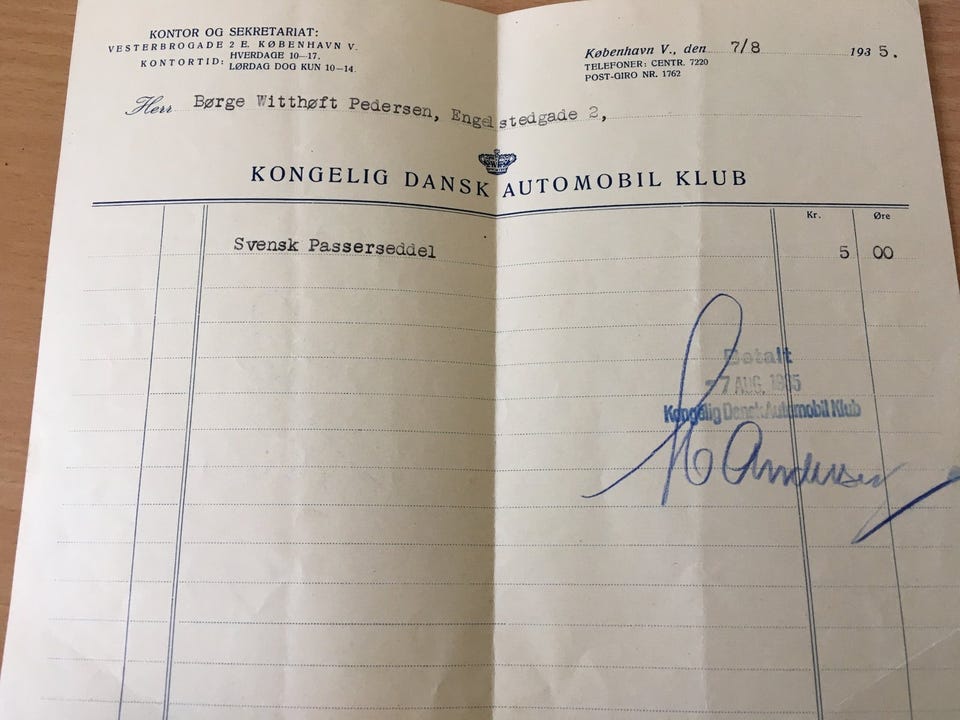 KONTOR OG SEKRETARIAT:
VESTERBROGADE 2 E. KØBENHAVN V.
KONTORTID: HVERDAGE 10—17.
LØRDAG DOG KUN 10—14.
København V., den 7/8 1935.
TELEFONER: CENTR. 7220
POST-GIRO NR. 1762
Herr Børge Witthøft Pedersen, Engelstedgade 2,
KONGELIG DANSK AUTOMOBIL KLUB
Kr. Øre
Svensk Passerseddel 5 00
Betalt
-7 AUG. 1935
Kongelig Dansk Automobil Klub
Andersen